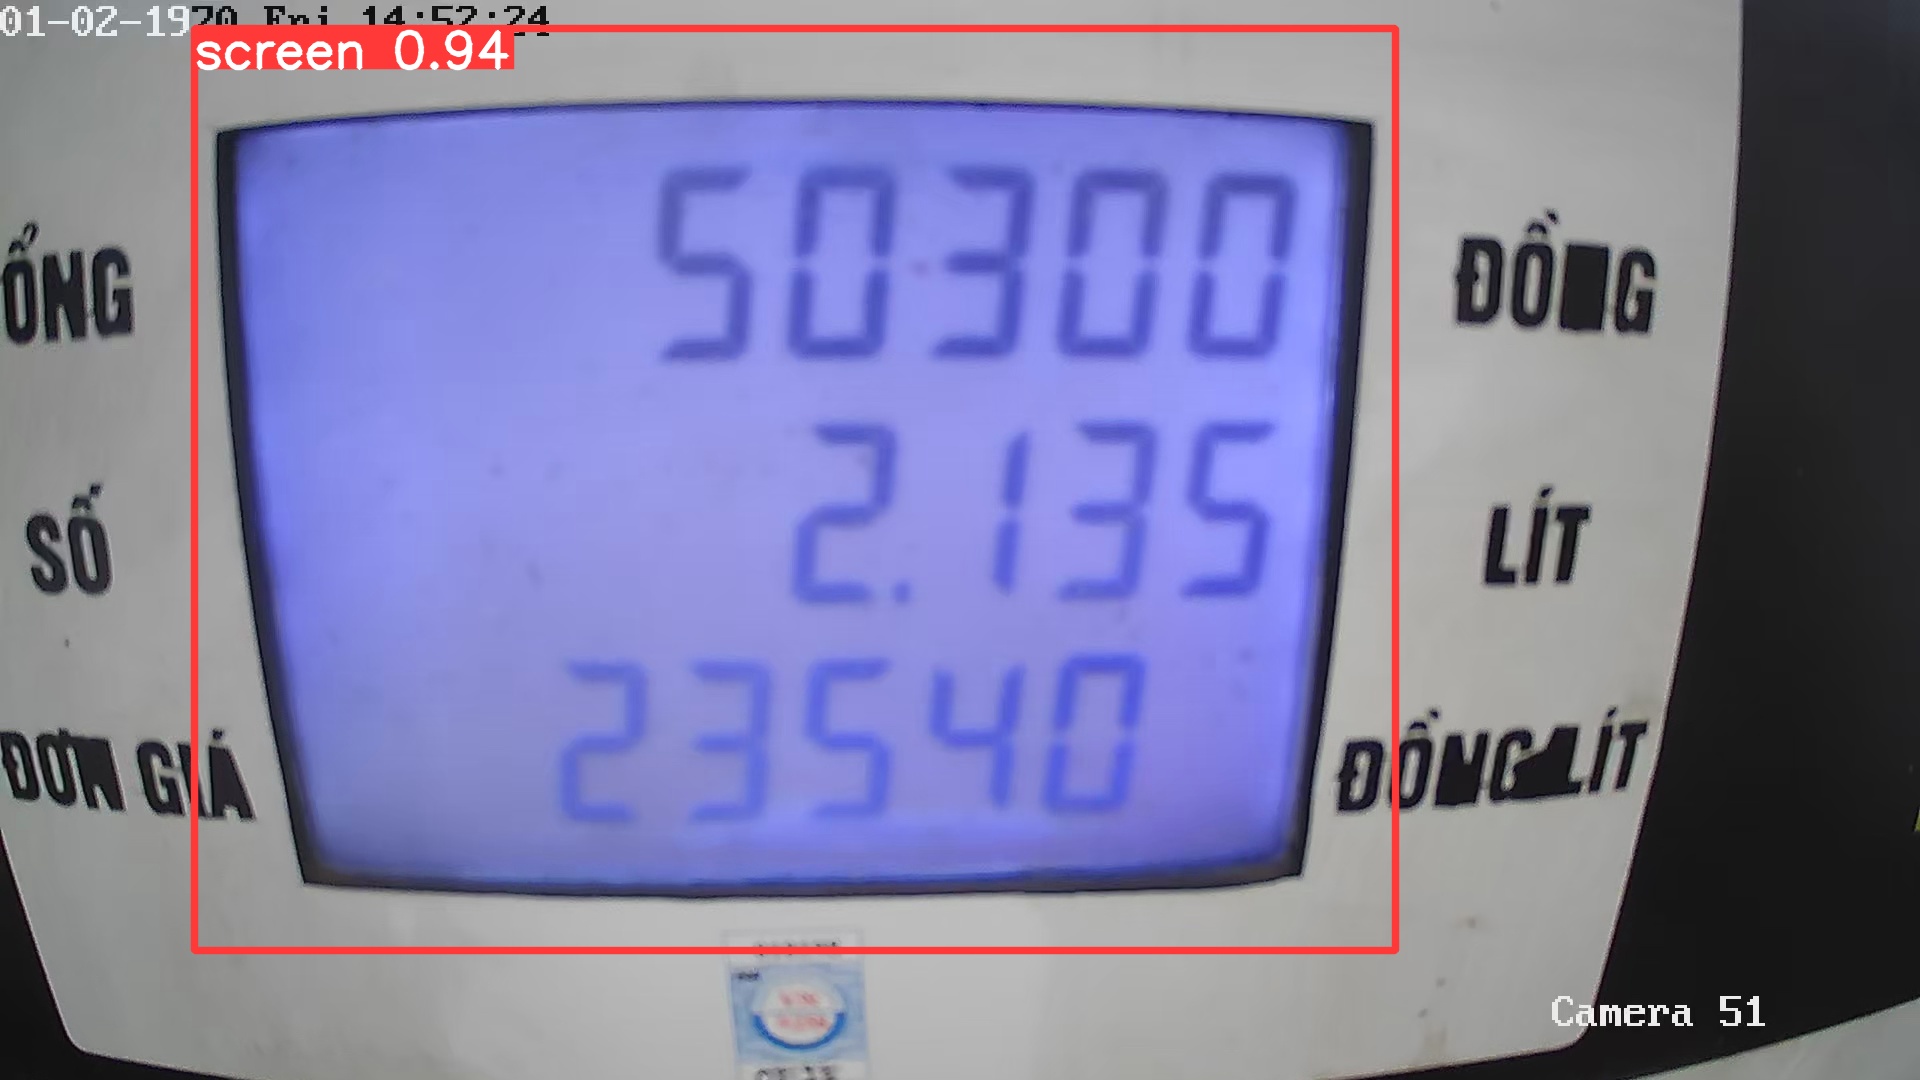 01-02-1970 Fri 14:52:24
screen 0.94
50300
ỔNG ĐỒNG
2.135
SỐ LÍT
23540
ĐƠN GIÁ ĐỒNG/LÍT
Camera 51